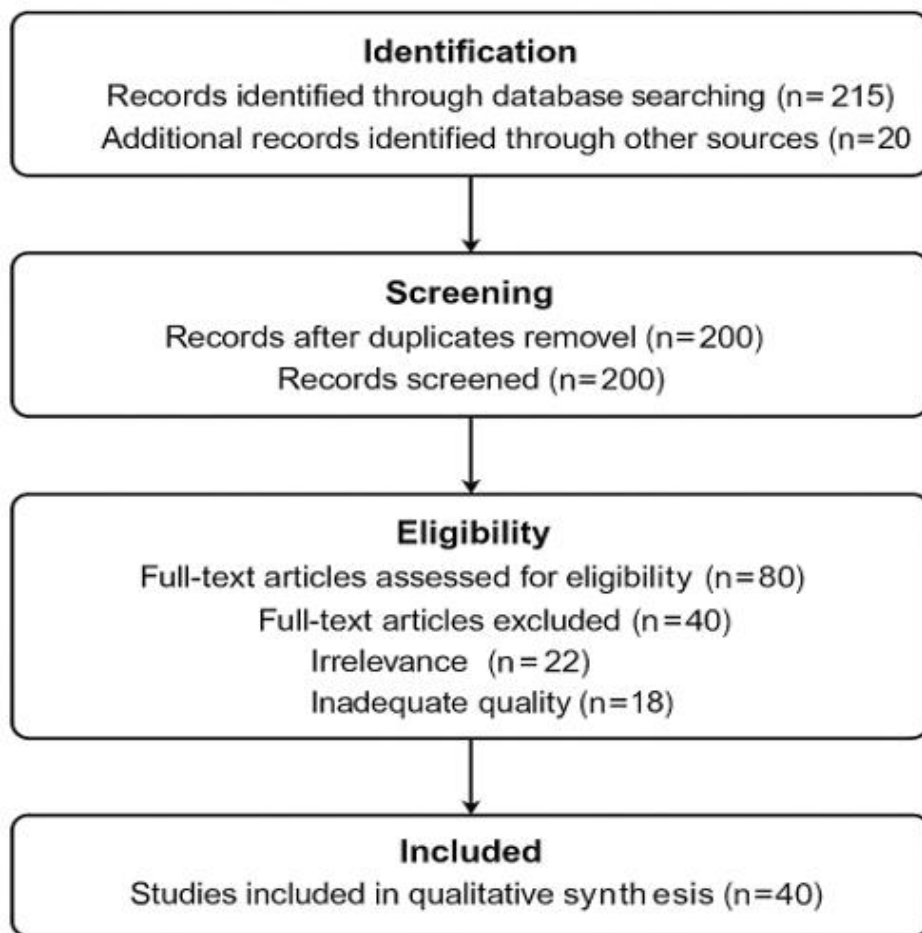 Identification
Records identified through database searching (n= 215)
Additional records identified through other sources (n=20
Screening
Records after duplicates removel (n=200)
Records screened (n=200)
Eligibility
Full-text articles assessed for eligibility (n=80)
Full-text articles excluded (n=40)
Irrelevance (n=22)
Inadequate quality (n=18)
Included
Studies included in qualitative synthesis (n=40)